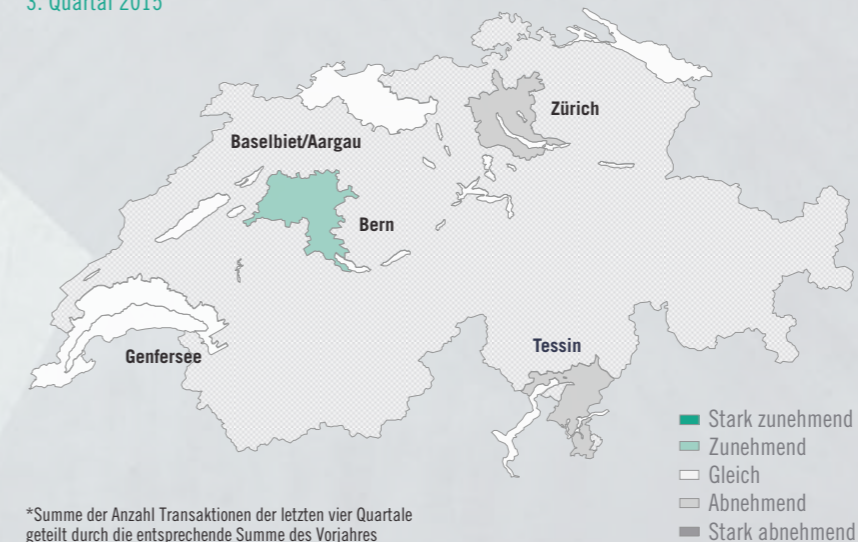 3. Quartal 2015
Zürich
Baselbiet/Aargau
Bern
Genfersee
Tessin
Stark zunehmend
Zunehmend
Gleich
Abnehmend
Stark abnehmend
*Summe der Anzahl Transaktionen der letzten vier Quartale
geteilt durch die entsprechende Summe des Vorjahres